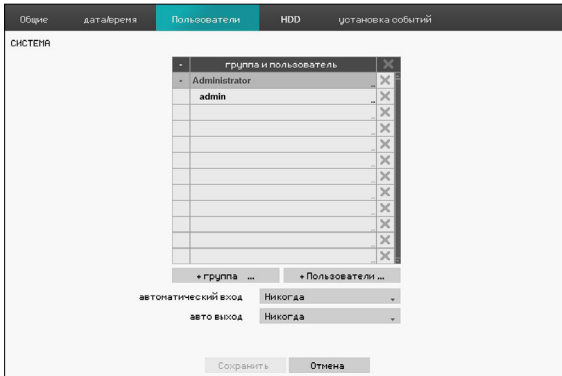 Общие дата/время Пользователи HDD установка событий
СИСТЕМА
- группа и пользователь
- Administrator ...
admin ...
+группа ... +Пользователи ...
автоматический вход Никогда
авто выход Никогда
Сохранить Отмена